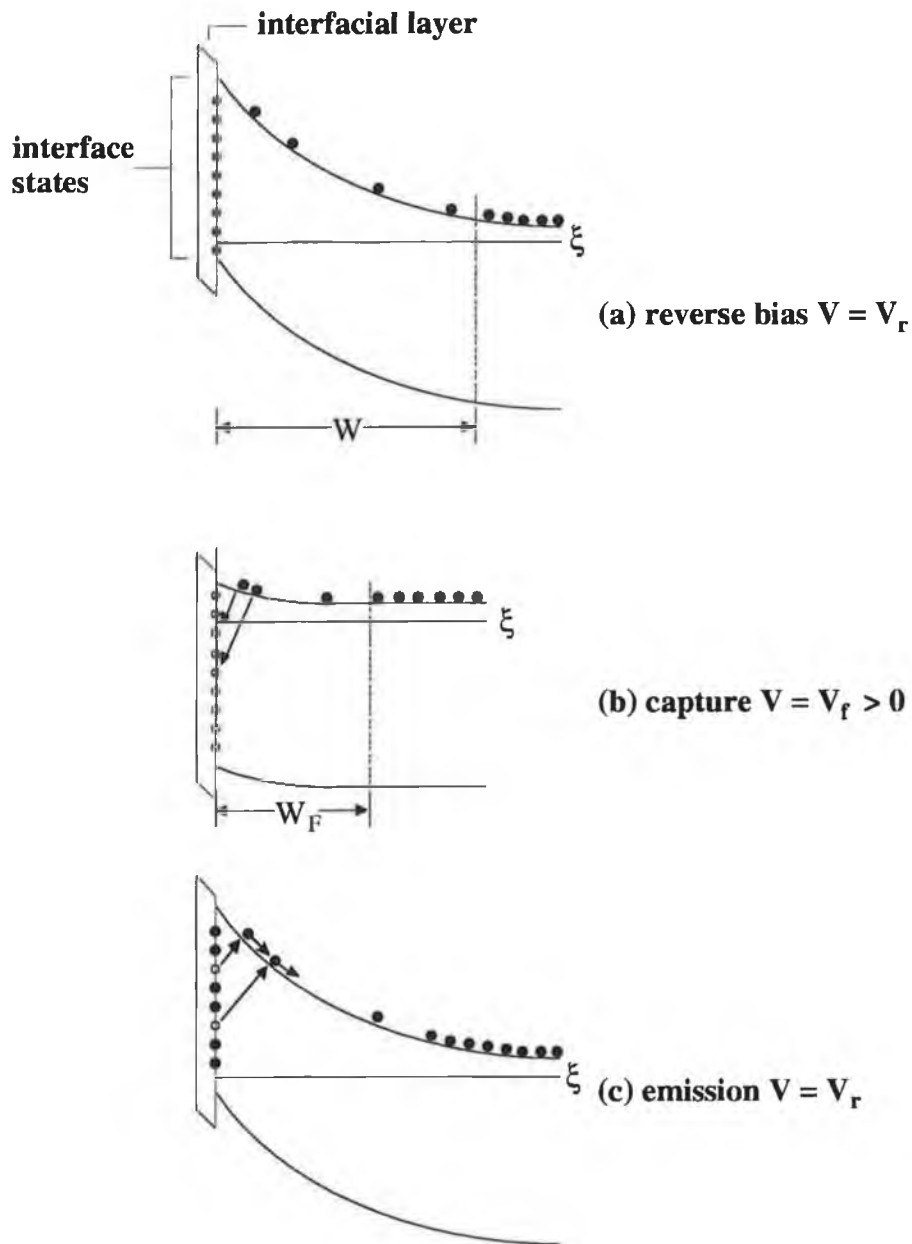 interfacial layer
interface
states
ξ
(a) reverse bias V = Vr
W
ξ
(b) capture V = Vf > 0
WF
ξ
(c) emission V = Vr